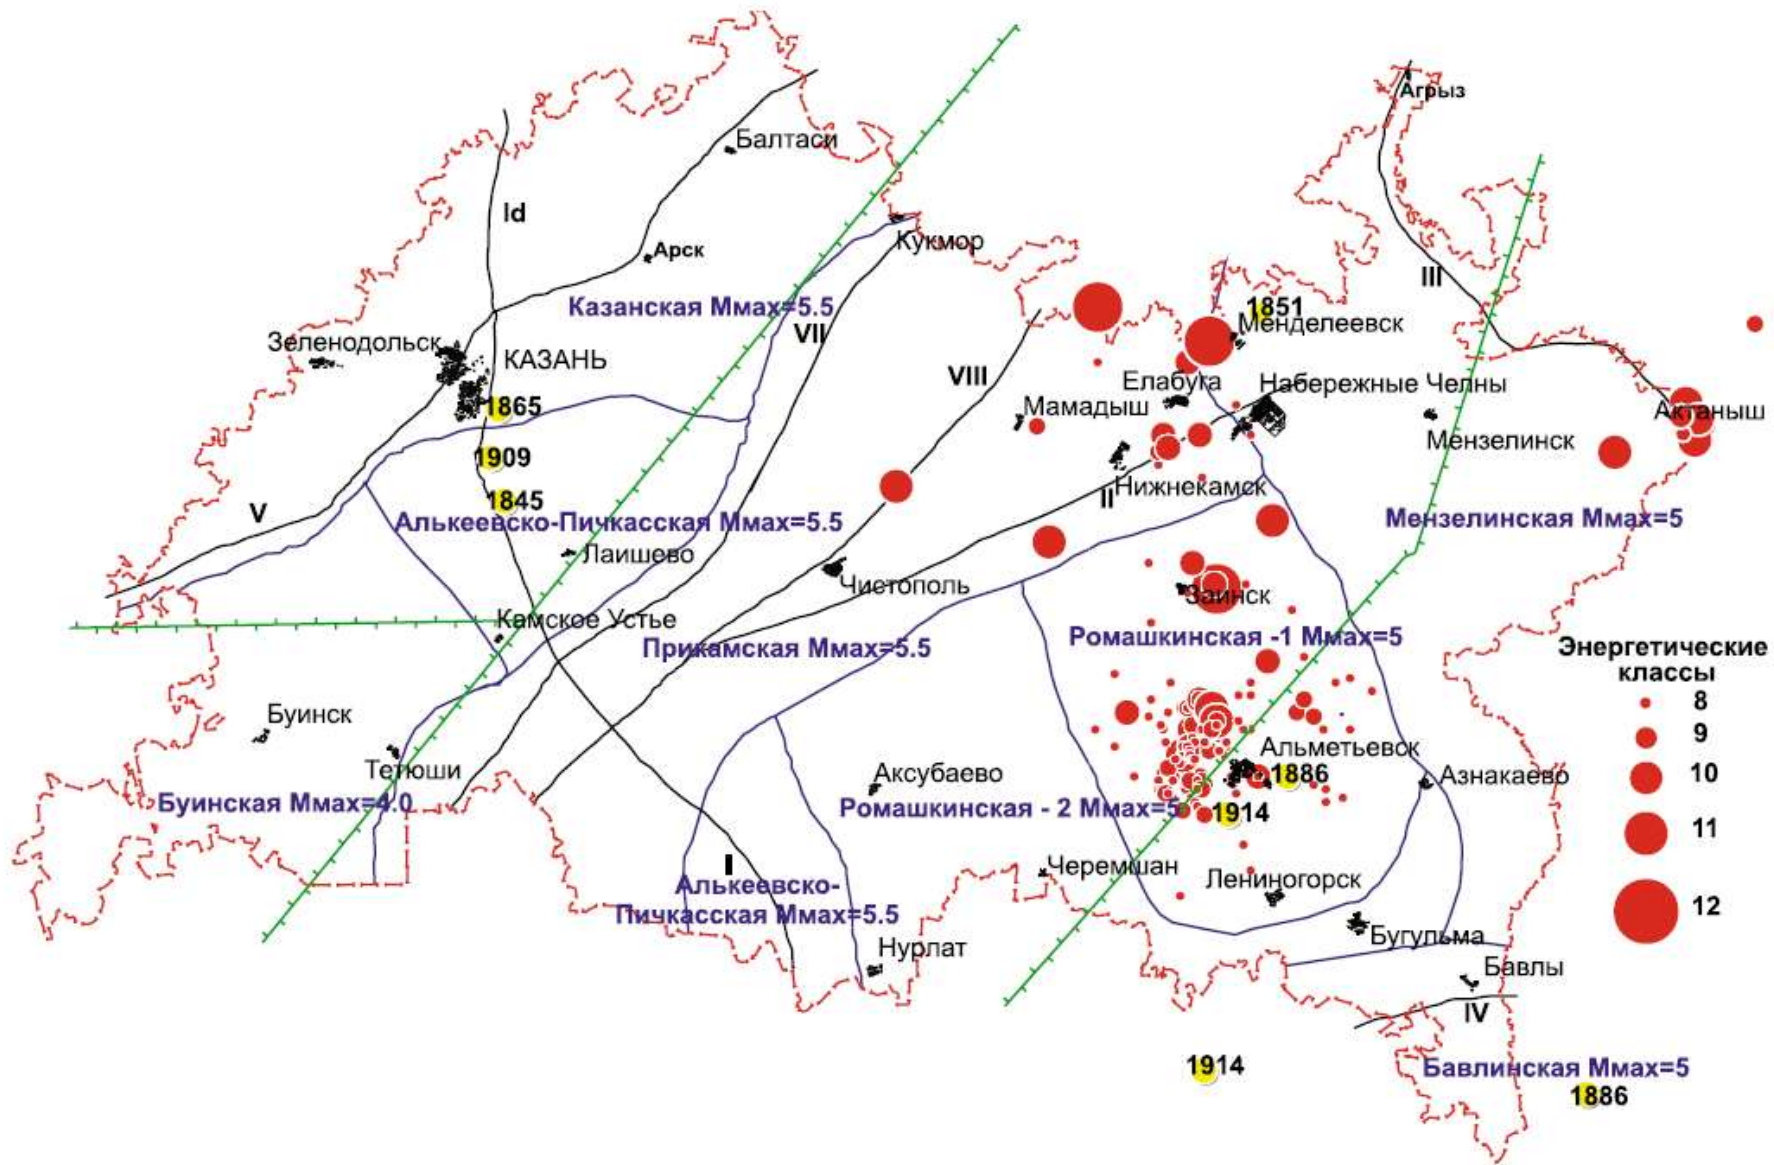 Агрыз
Балтаси
Id
Арск
Кукмор
III
Казанская Ммах=5.5
1851
Менделеевск
VII
Зеленодольск
КАЗАНЬ
VIII
Елабуга
Набережные Челны
1865
Мамадыш
Актаныш
Мензелинск
1909
Нижнекамск
II
1845
V
Алькеевско-Пичкасская Ммах=5.5
Мензелинская Ммах=5
Лаишево
Чистополь
Заинск
Камское Устье
Прикамская Ммах=5.5
Ромашкинская -1 Ммах=5
Энергетические
классы
8
9
10
11
12
Буинск
Тетюши
Альметьевск
Аксубаево
1886
Азнакаево
Буинская Ммах=4.0
Ромашкинская - 2 Ммах=5
1914
I
Черемшан
Лениногорск
Алькеевско-
Пичкасская Ммах=5.5
Бугульма
Нурлат
Бавлы
IV
1914
Бавлинская Ммах=5
1886